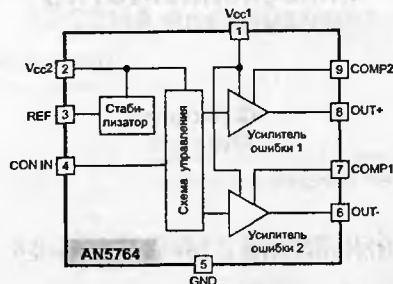 Vcc1
1
Vcc2 2
9 COMP2
REF 3
Стаби-
лизатор
8 OUT+
Усилитель
ошибки 1
CON IN 4
Схема управления
7 COMP1
6 OUT-
Усилитель
ошибки 2
AN5764
5
GND